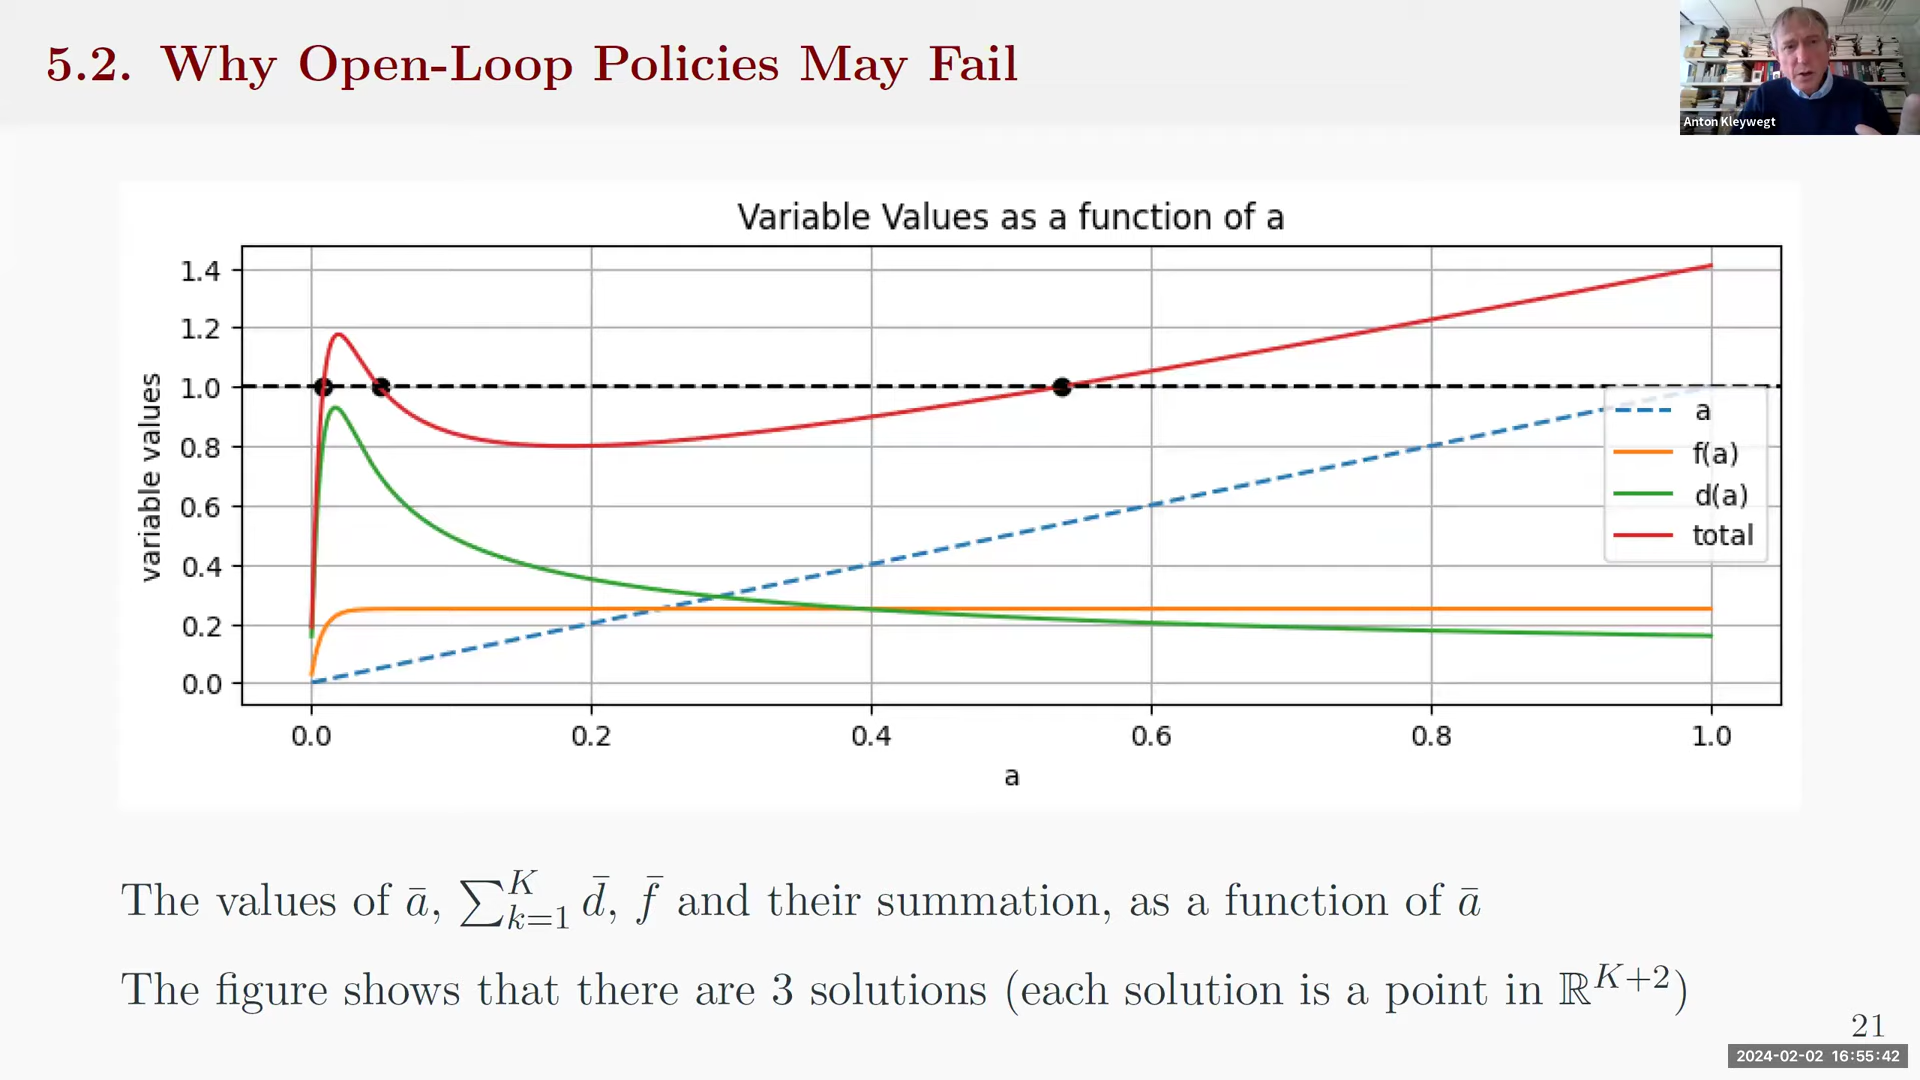 5.2. Why Open-Loop Policies May Fail
Anton Kleywegt
Variable Values as a function of a
variable values
1.4
1.2
1.0
0.8
0.6
0.4
0.2
0.0
a
f(a)
d(a)
total
0.0 0.2 0.4 0.6 0.8 1.0
a
The values of ā, ∑_{k=1}^{K} d̄, f̄ and their summation, as a function of ā
The figure shows that there are 3 solutions (each solution is a point in ℝ^{K+2})
21
2024-02-02 16:55:42